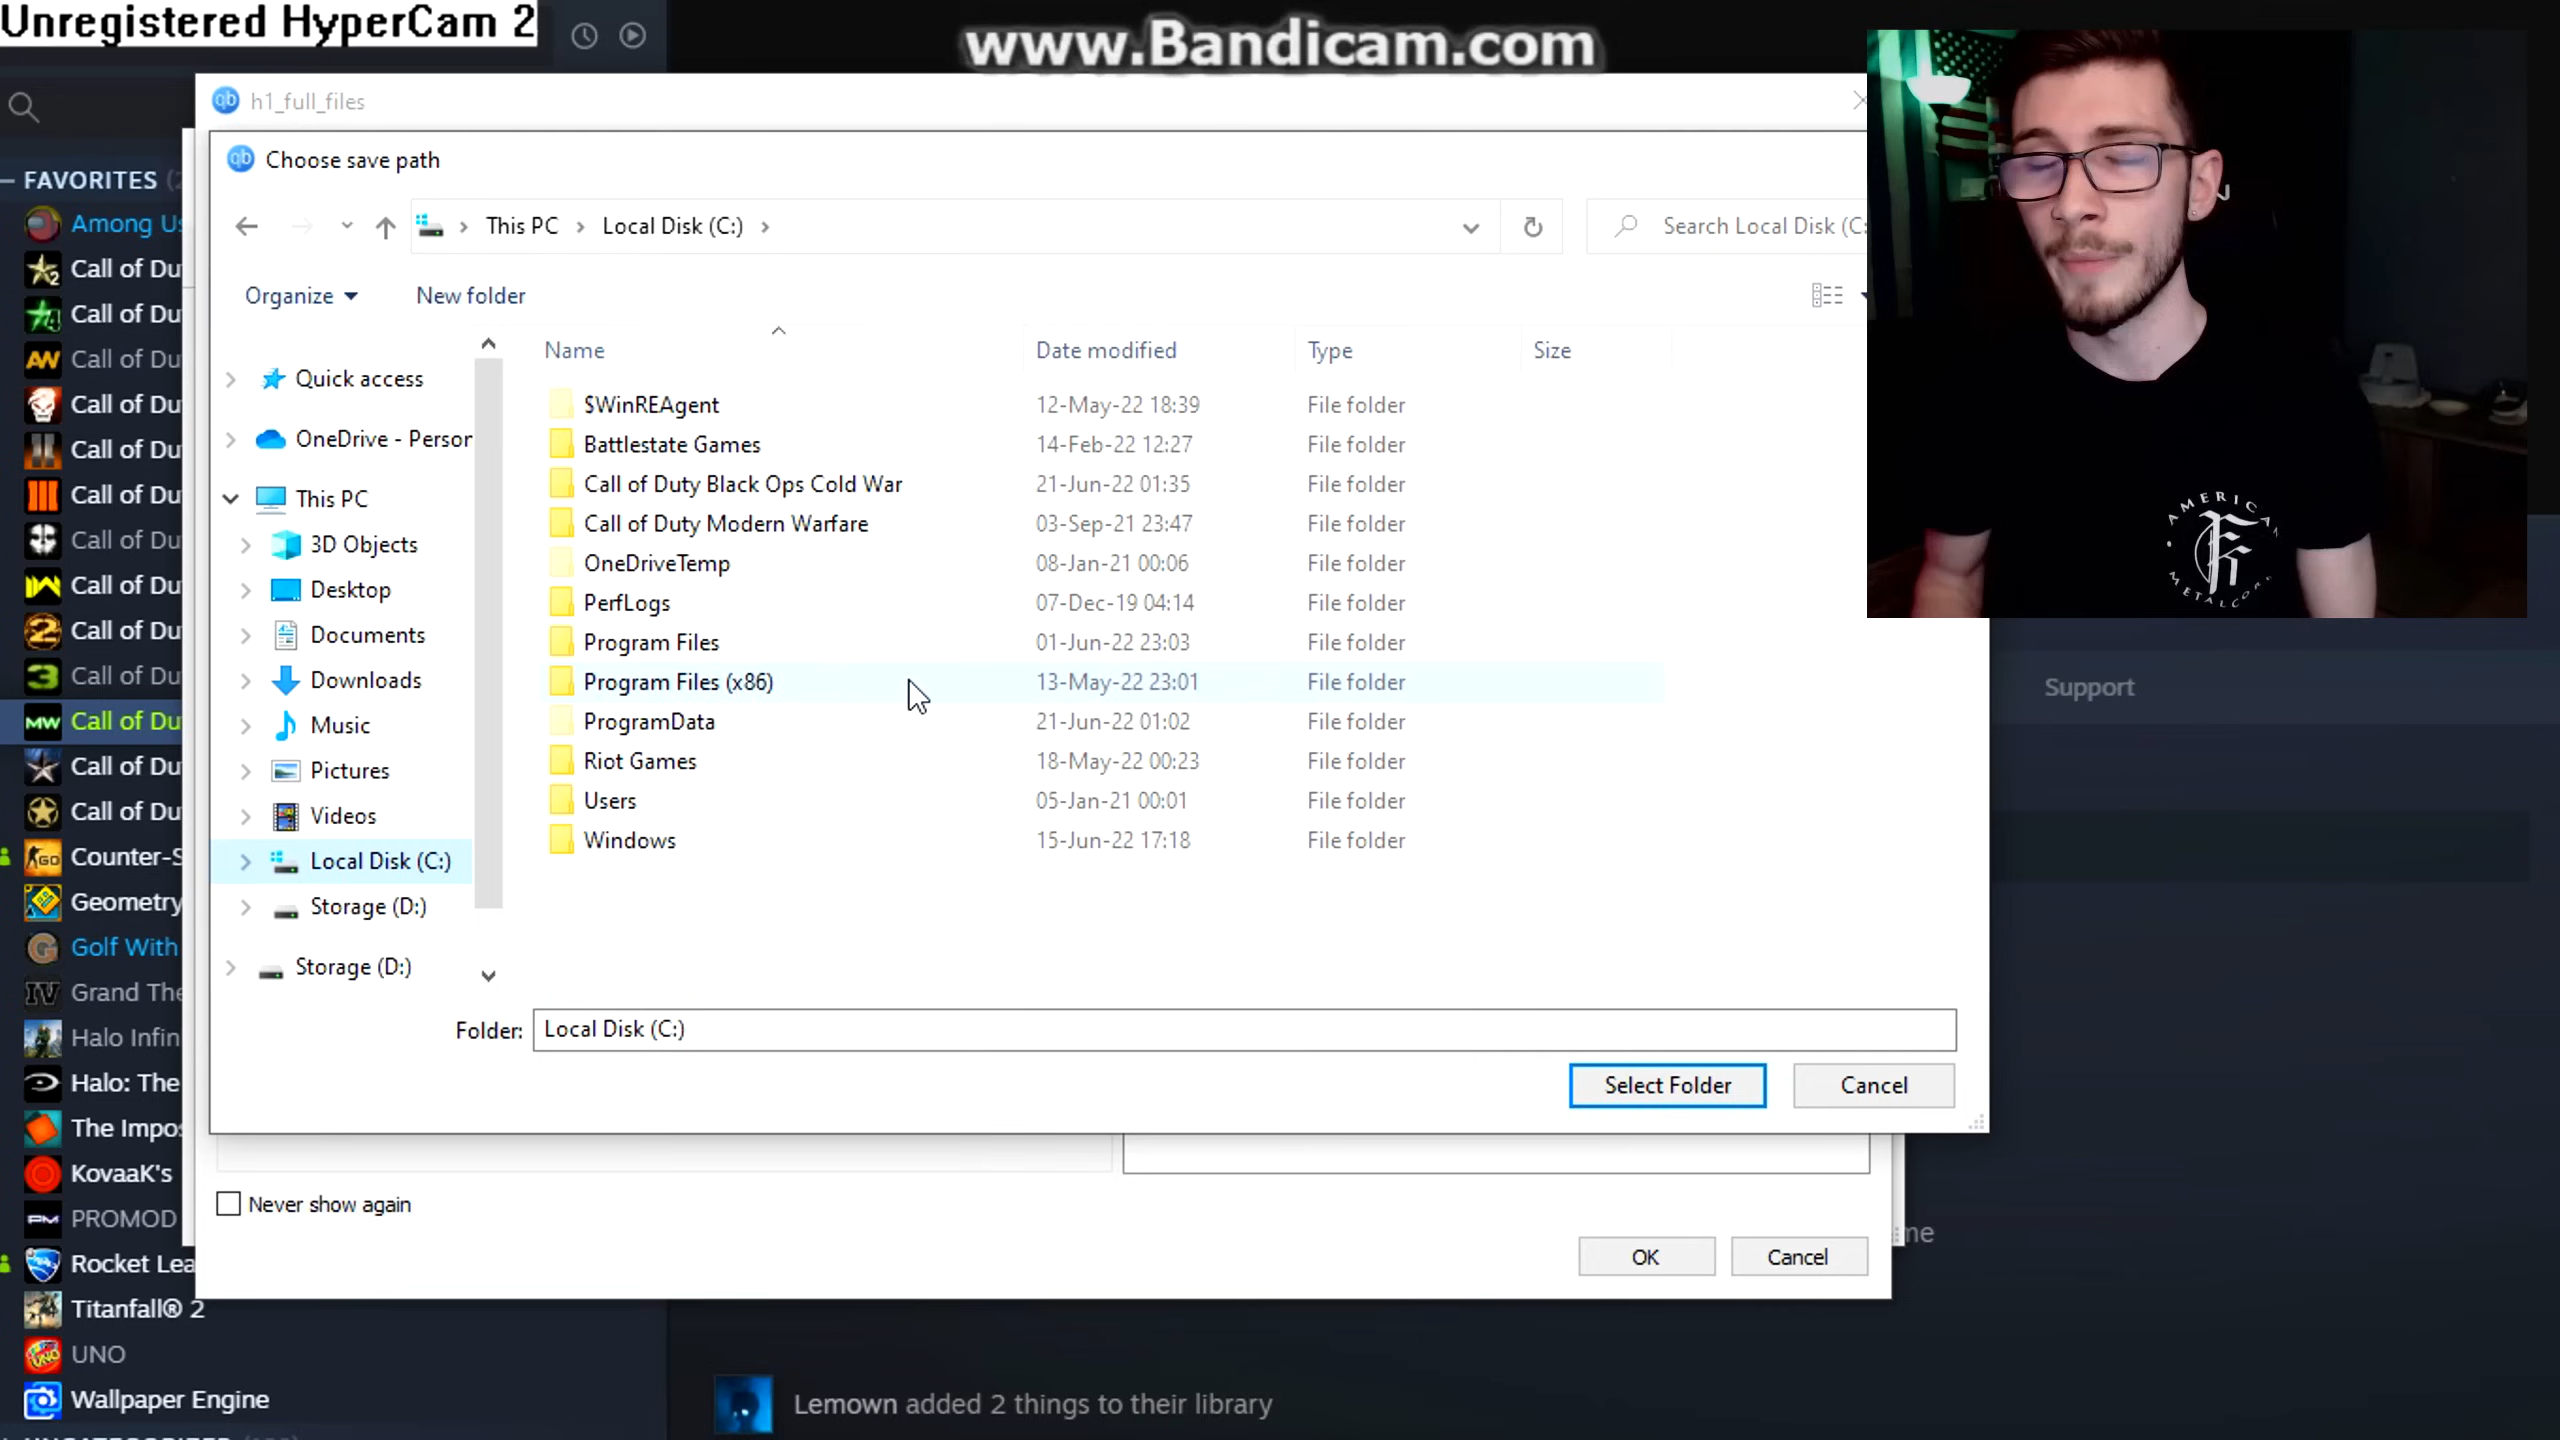 Unregistered HyperCam 2
www.Bandicam.com
h1_full_files
Choose save path
This PC
Local Disk (C:)
Search Local Disk (C:
Organize
New folder
Name
Date modified
Type
Size
FAVORITES
Among Us
Call of Du
Call of Du
AW Call of Du
Call of Du
Call of Du
Call of Du
Call of Du
Call of Du
Call of Du
Call of Du
MW Call of Du
Call of Du
Call of Du
GO Counter-S
Geometry
Golf With
IV Grand The
Halo Infin
Halo: The
The Impos
KovaaK's
PM PROMOD
Rocket Lea
Titanfall® 2
UNO
Wallpaper Engine
Quick access
OneDrive - Person
This PC
3D Objects
Desktop
Documents
Downloads
Music
Pictures
Videos
Local Disk (C:)
Storage (D:)
Storage (D:)
$WinREAgent 12-May-22 18:39 File folder
Battlestate Games 14-Feb-22 12:27 File folder
Call of Duty Black Ops Cold War 21-Jun-22 01:35 File folder
Call of Duty Modern Warfare 03-Sep-21 23:47 File folder
OneDriveTemp 08-Jan-21 00:06 File folder
PerfLogs 07-Dec-19 04:14 File folder
Program Files 01-Jun-22 23:03 File folder
Program Files (x86) 13-May-22 23:01 File folder
ProgramData 21-Jun-22 01:02 File folder
Riot Games 18-May-22 00:23 File folder
Users 05-Jan-21 00:01 File folder
Windows 15-Jun-22 17:18 File folder
Folder: Local Disk (C:)
Select Folder
Cancel
Never show again
OK
Cancel
AMERICAN
METALCORE
Support
me
Lemown added 2 things to their library